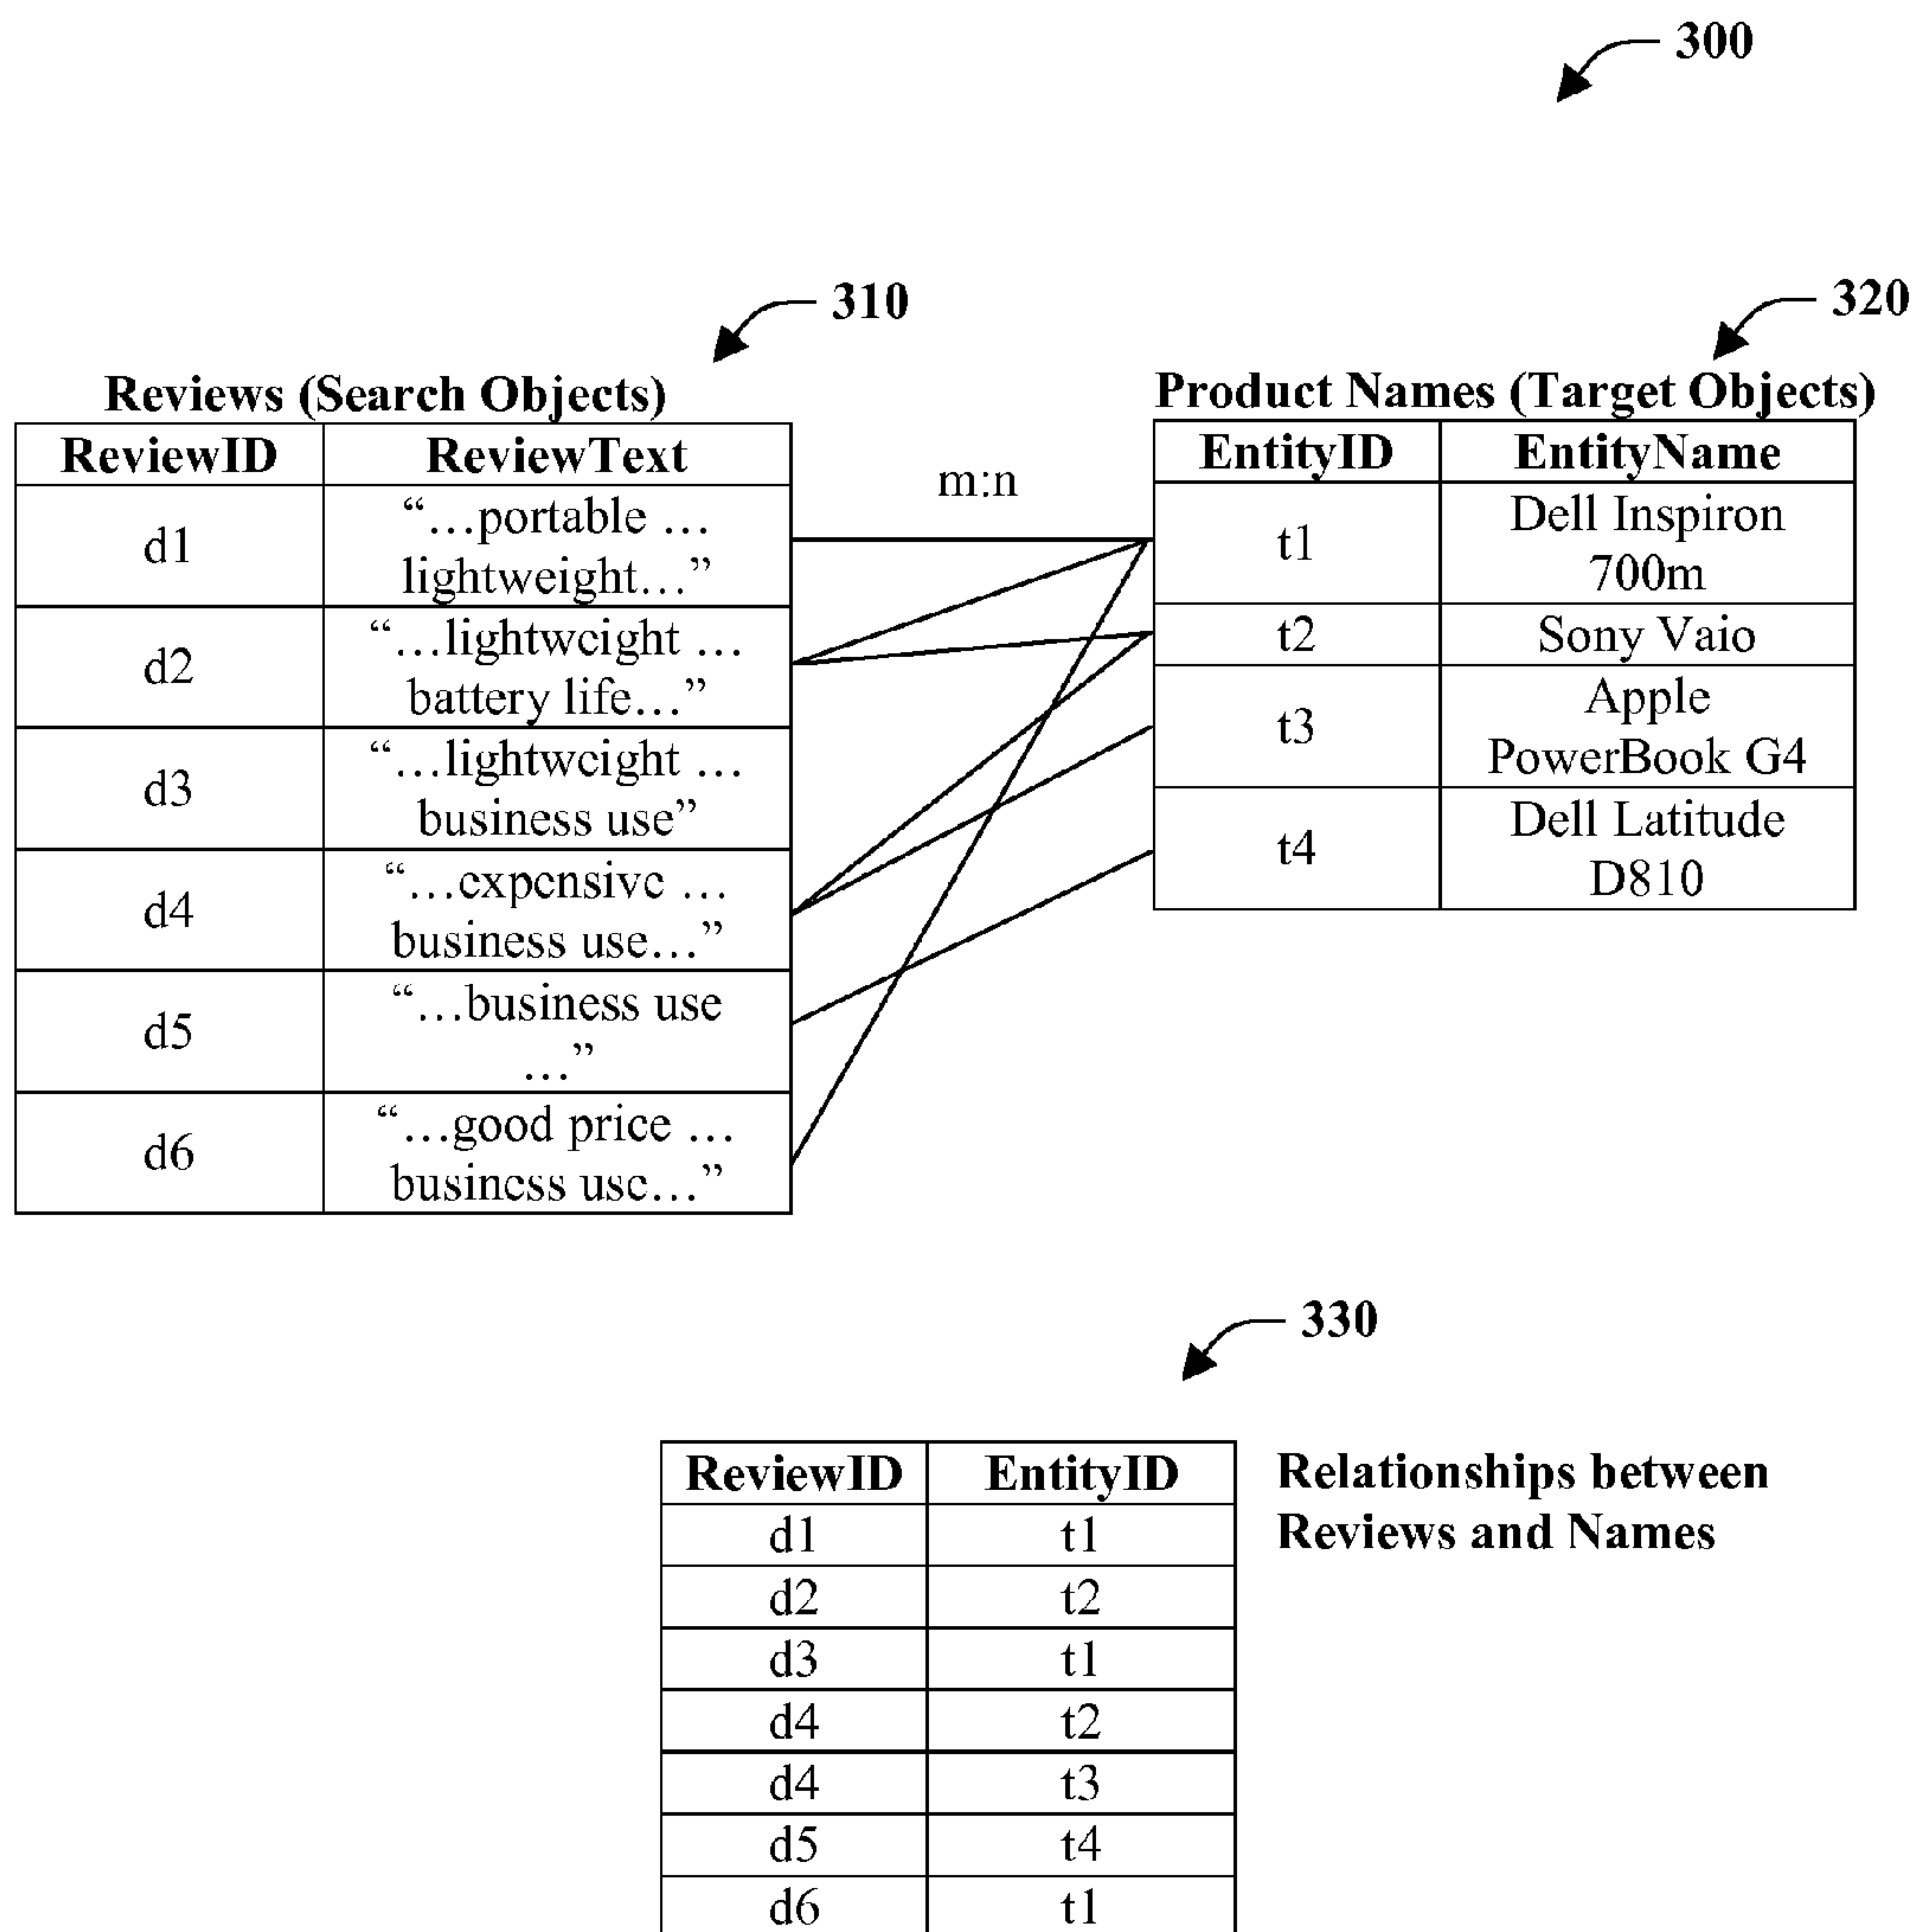 300
310
320
Reviews (Search Objects)
ReviewID ReviewText
d1 “...portable ...
lightweight...”
d2 “...lightweight ...
battery life...”
d3 “...lightweight ...
business use”
d4 “...expensive ...
business use...”
d5 “...business use
...”
d6 “...good price ...
business use...”
m:n
Product Names (Target Objects)
EntityID EntityName
t1 Dell Inspiron
700m
t2 Sony Vaio
t3 Apple
PowerBook G4
t4 Dell Latitude
D810
330
ReviewID EntityID
d1 t1
d2 t2
d3 t1
d4 t2
d4 t3
d5 t4
d6 t1
Relationships between
Reviews and Names